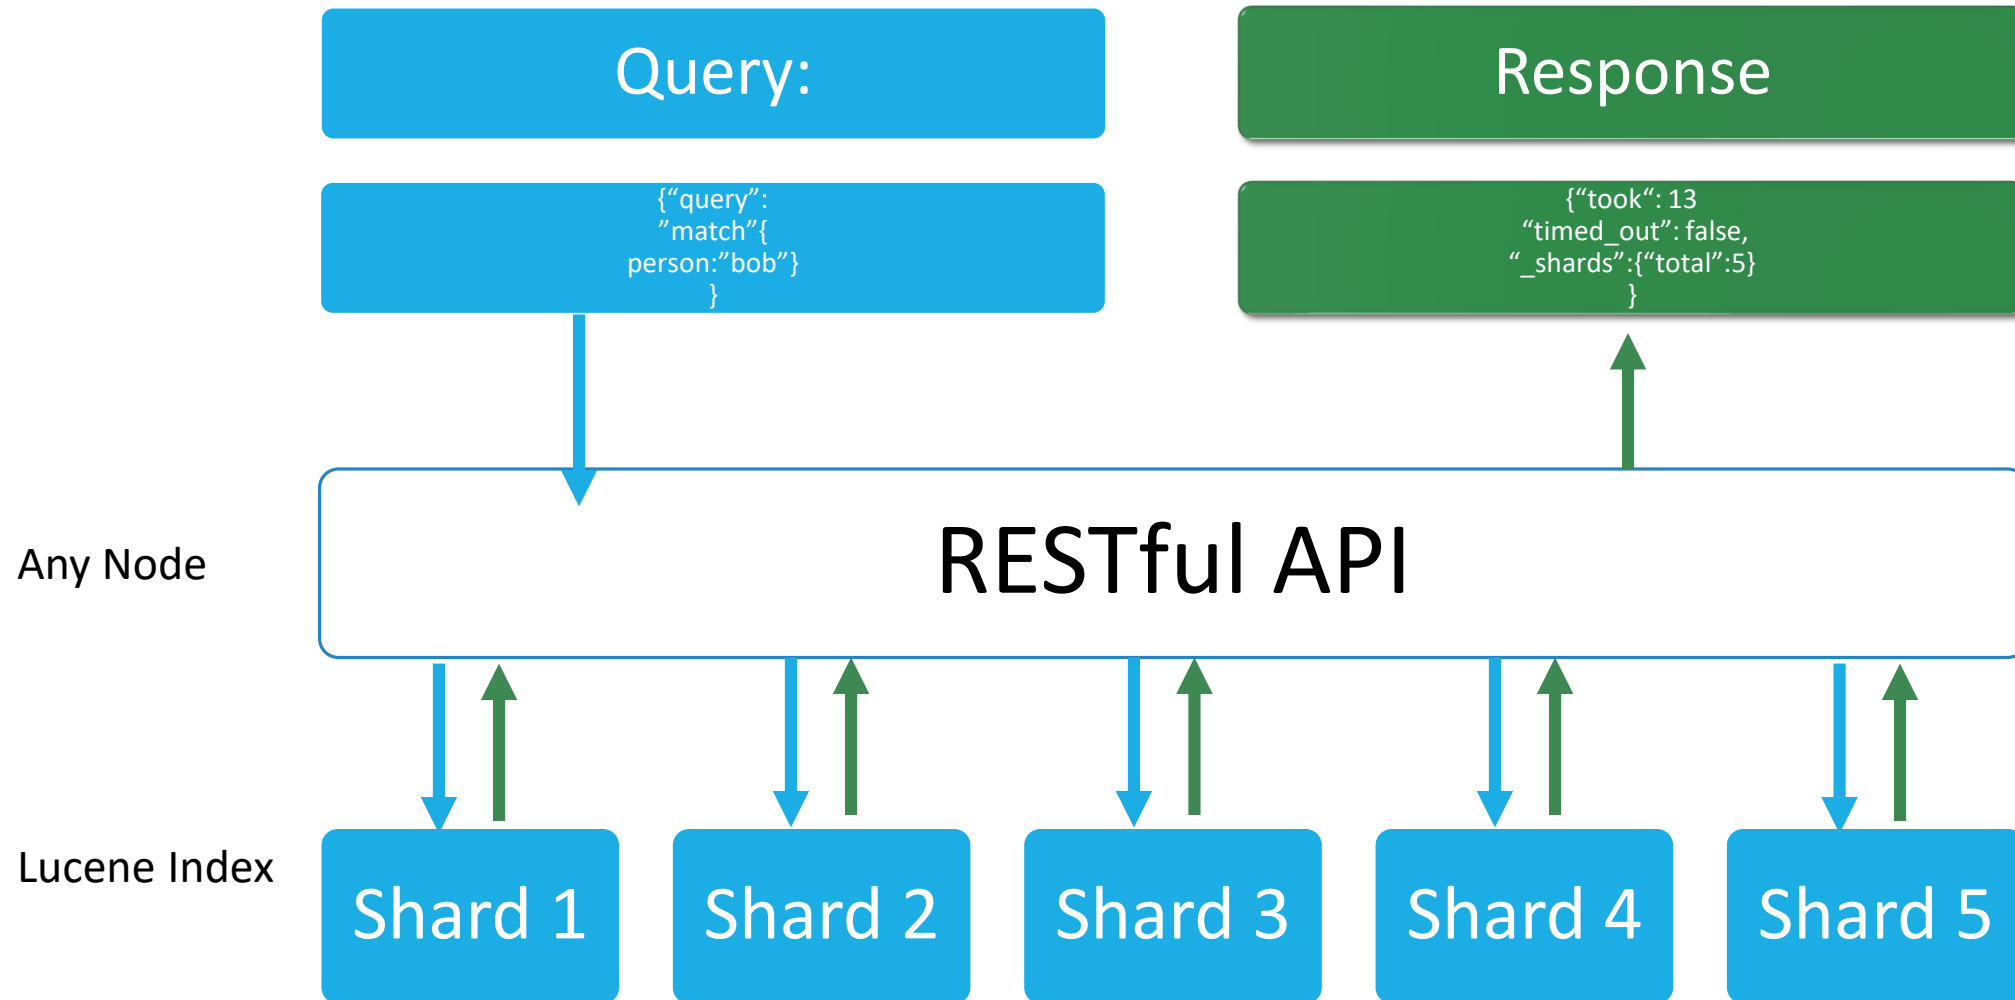 Query:
Response
{“query”:
”match”{
person:”bob”}
}
{“took“: 13
“timed_out”: false,
“_shards”:{“total”:5}
}
Any Node
RESTful API
Lucene Index
Shard 1
Shard 2
Shard 3
Shard 4
Shard 5